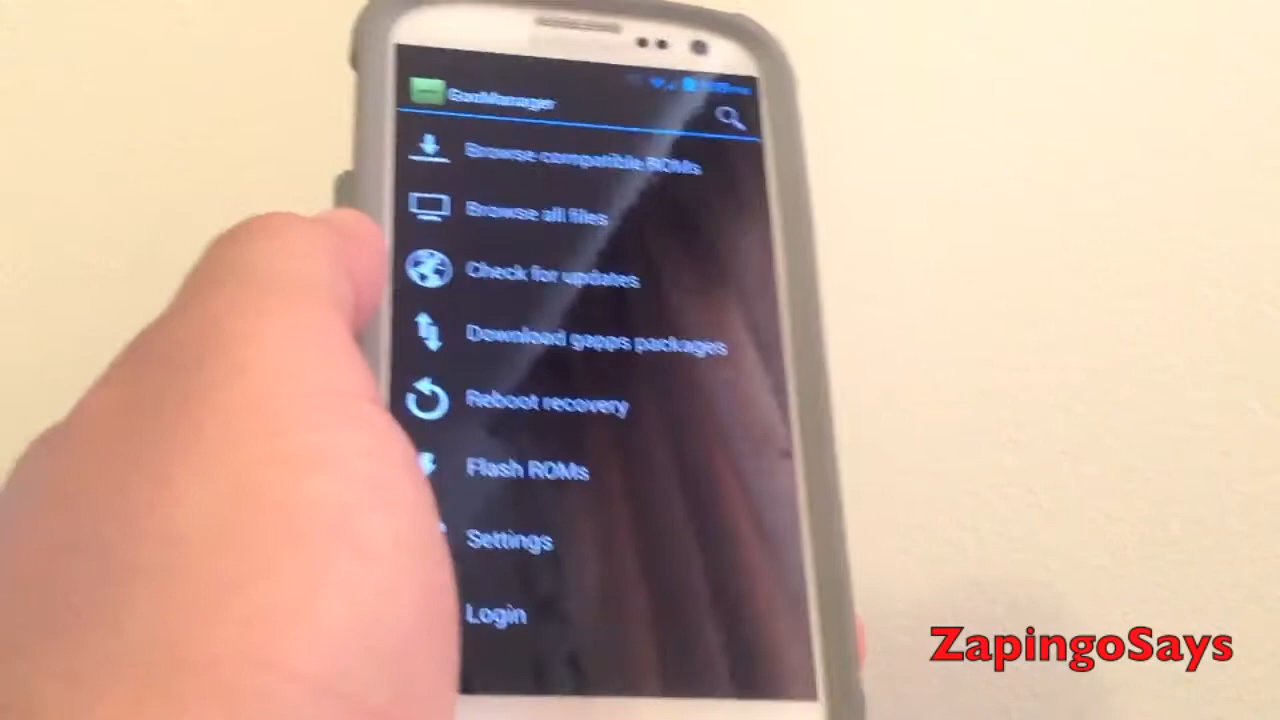 GooManager
Browse compatible ROMs
Browse all files
Check for updates
Download gapps packages
Reboot recovery
Flash ROMs
Settings
Login
ZapingoSays